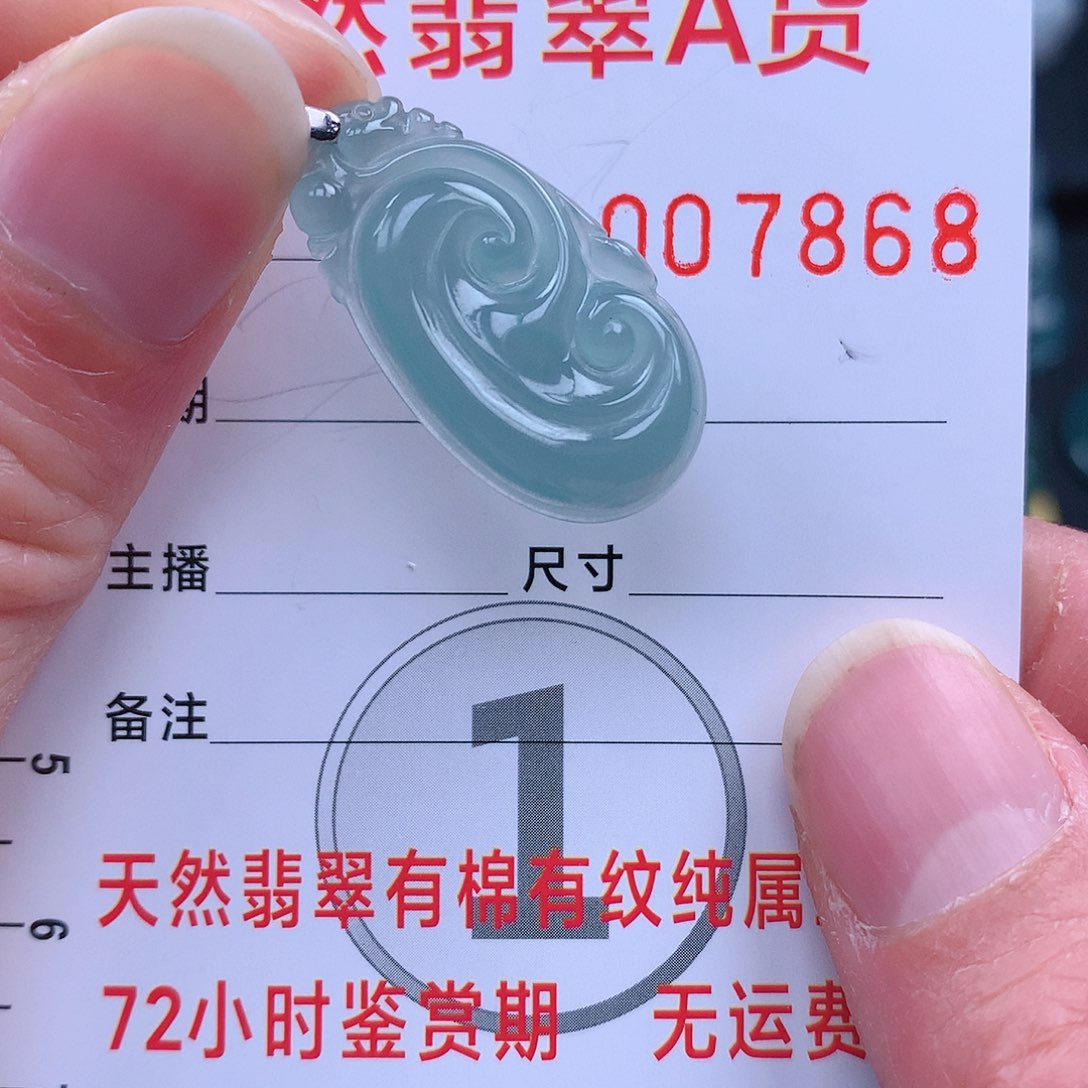 然翡翠A货
007868
期
主播 尺寸
备注
1
5
天然翡翠有棉有纹纯属
6
72小时鉴赏期 无运费